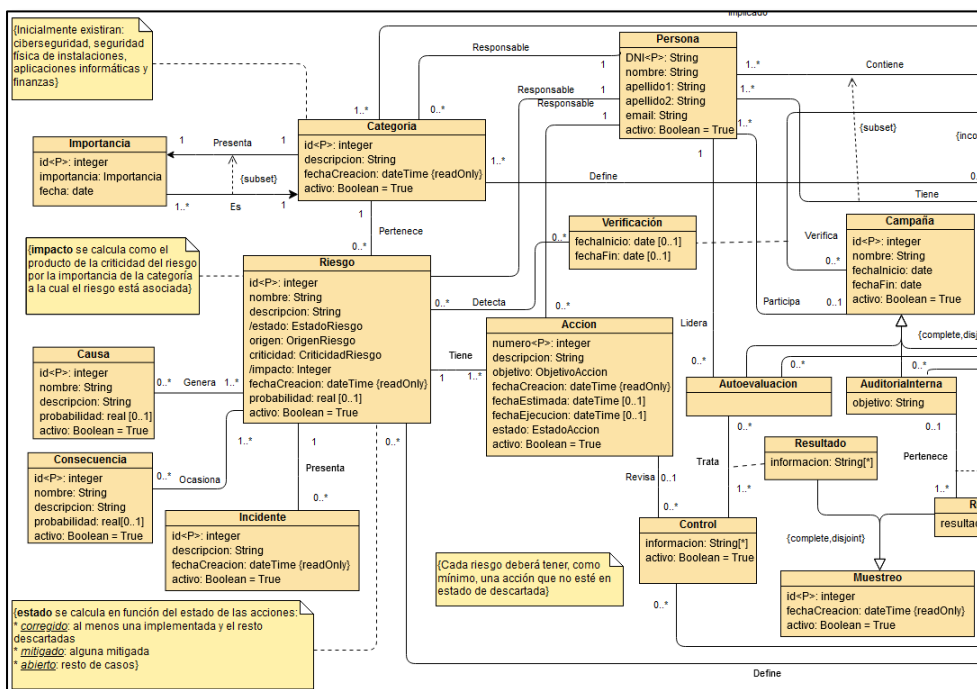 Implicado
{Inicialmente existiran:
ciberseguridad, seguridad
física de instalaciones,
aplicaciones informáticas y
finanzas}
Persona
DNI<P>: String
nombre: String
apellido1: String
apellido2: String
email: String
activo: Boolean = True
Responsable
1
1..*
Contiene
Responsable
1
Responsable
1..*
1
1..*
1..*
0..*
{subset}
{inco
Importancia
id<P>: integer
importancia: Importancia
fecha: date
1
Presenta
1
{subset}
1..*
Es
1
Categoría
id<P>: integer
descripcion: String
fechaCreacion: dateTime {readOnly}
activo: Boolean = True
1..*
Define
0..
1
Tiene
1
Pertenece
0..*
Verificación
fechaInicio: date [0..1]
fechaFin: date [0..1]
0..*
Verifica
0..*
Campaña
id<P>: integer
nombre: String
fechaInicio: date
fechaFin: date
activo: Boolean = True
{impacto se calcula como el
producto de la criticidad del riesgo
por la importancia de la categoría
a la cual el riesgo está asociada}
Riesgo
id<P>: integer
nombre: String
descripcion: String
/estado: EstadoRiesgo
origen: OrigenRiesgo
criticidad: CriticidadRiesgo
/impacto: Integer
fechaCreacion: dateTime {readOnly}
probabilidad: real [0..1]
activo: Boolean = True
0..*
0..*
Detecta
0..*
Participa
0..1
Lidera
{complete,disj
Accion
numero<P>: integer
descripcion: String
objetivo: ObjetivoAccion
fechaCreacion: dateTime {readOnly}
fechaEstimada: dateTime [0..1]
fechaEjecucion: dateTime [0..1]
estado: EstadoAccion
activo: Boolean = True
Tiene
1
1..*
Causa
id<P>: integer
nombre: String
descripcion: String
probabilidad: real [0..1]
activo: Boolean = True
0..*
Genera
1..*
0..*
0..*
0..*
Autoevaluacion
AuditoriaInterna
objetivo: String
0..*
0..*
0..1
Consecuencia
id<P>: integer
nombre: String
descripcion: String
probabilidad: real[0..1]
activo: Boolean = True
1..*
0..*
Ocasiona
1
Presenta
0..*
Resultado
informacion: String[*]
Trata
Pertenece
Revisa
0..1
1..*
1..*
0..*
Incidente
id<P>: integer
descripcion: String
fechaCreacion: dateTime {readOnly}
activo: Boolean = True
Control
informacion: String[*]
activo: Boolean = True
R
resultad
{complete,disjoint}
{Cada riesgo deberá tener, como
mínimo, una acción que no esté en
estado de descartada}
0..*
Muestreo
id<P>: integer
fechaCreacion: dateTime {readOnly}
activo: Boolean = True
{estado se calcula en función del estado de las acciones:
* corregido: al menos una implementada y el resto
descartadas
* mitigado: alguna mitigada
* abierto: resto de casos}
0..*
Define